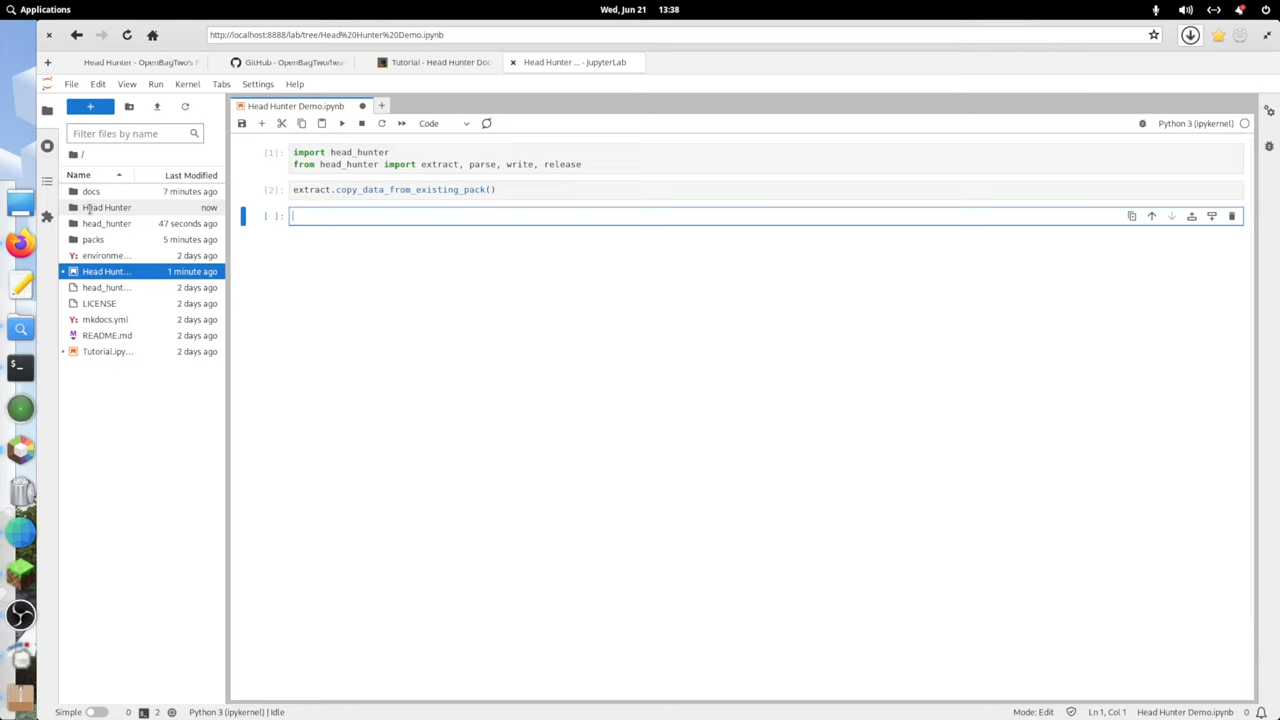 Applications
Wed, Jun 21
13:38
http://localhost:8888/lab/tree/Head%20Hunter%20Demo.ipynb
Head Hunter - OpenBagTwo's
GitHub - OpenBagTwo/hea
Tutorial - Head Hunter Doc
Head Hunter ... - JupyterLab
File Edit View Run Kernel Tabs Settings Help
Filter files by name
/
Name Last Modified
docs 7 minutes ago
Head Hunter now
head_hunter 47 seconds ago
packs 5 minutes ago
environme... 2 days ago
Head Hunt... 1 minute ago
head_hunt... 2 days ago
LICENSE 2 days ago
mkdocs.yml 2 days ago
README.md 2 days ago
Tutorial.ipy... 2 days ago
Head Hunter Demo.ipynb
Code
Python 3 (ipykernel)
[1]: import head_hunter
from head_hunter import extract, parse, write, release
[2]: extract.copy_data_from_existing_pack()
[ ]:
Simple 0 2 Python 3 (ipykernel) | Idle
Mode: Edit Ln 1, Col 1 Head Hunter Demo.ipynb 0